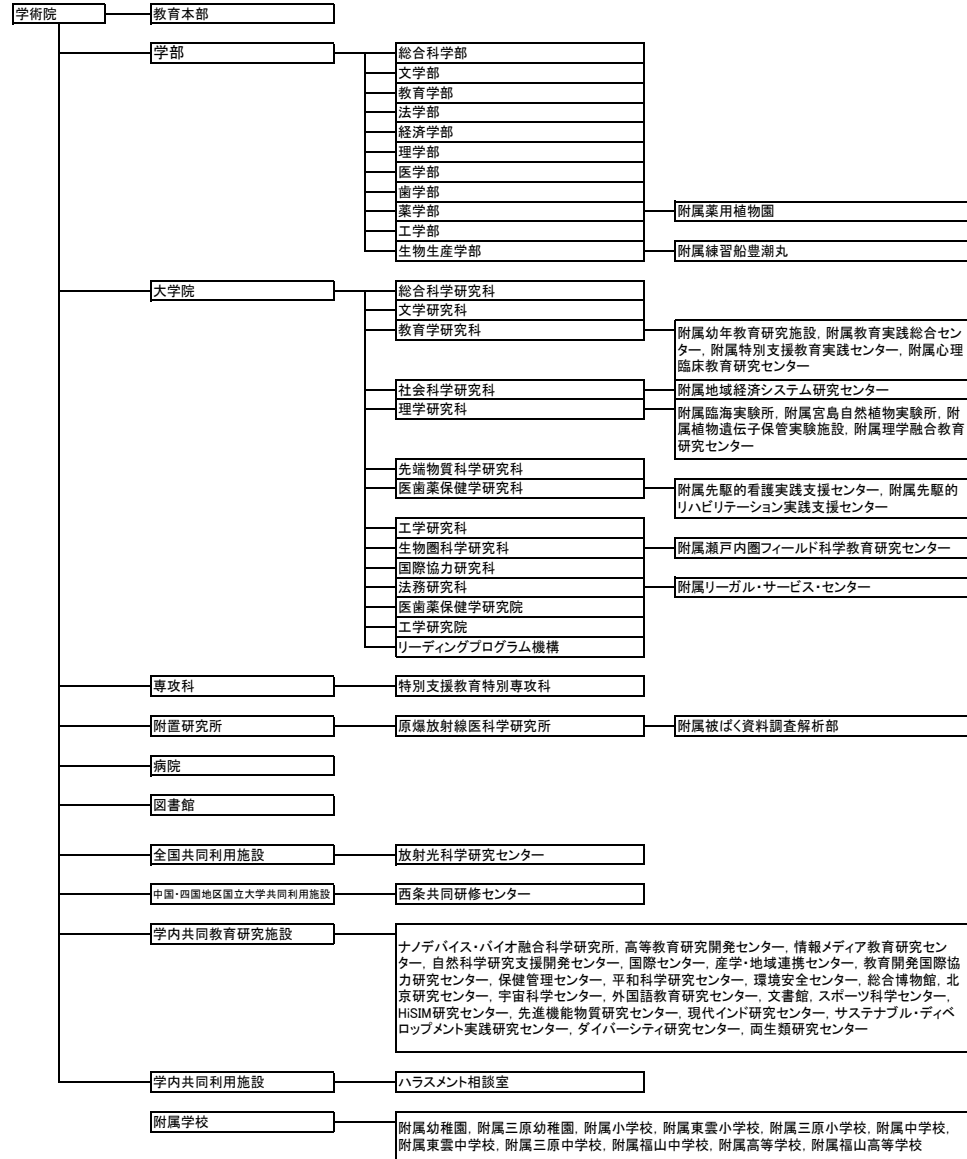 学術院
教育本部
学部
総合科学部
文学部
教育学部
法学部
経済学部
理学部
医学部
歯学部
薬学部
附属薬用植物園
工学部
生物生産学部
附属練習船豊潮丸
大学院
総合科学研究科
文学研究科
教育学研究科
附属幼年教育研究施設, 附属教育実践総合セン
ター, 附属特別支援教育実践センター, 附属心理
臨床教育研究センター
社会科学研究科
附属地域経済システム研究センター
理学研究科
附属臨海実験所, 附属宮島自然植物実験所, 附
属植物遺伝子保管実験施設, 附属理学融合教育
研究センター
先端物質科学研究科
医歯薬保健学研究科
附属先駆的看護実践支援センター, 附属先駆的
リハビリテーション実践支援センター
工学研究科
生物圏科学研究科
附属瀬戸内圏フィールド科学教育研究センター
国際協力研究科
法務研究科
附属リーガル・サービス・センター
医歯薬保健学研究院
工学研究院
リーディングプログラム機構
専攻科
特別支援教育特別専攻科
附置研究所
原爆放射線医科学研究所
附属被ばく資料調査解析部
病院
図書館
全国共同利用施設
放射光科学研究センター
中国・四国地区国立大学共同利用施設
西条共同研修センター
学内共同教育研究施設
ナノデバイス・バイオ融合科学研究所, 高等教育研究開発センター, 情報メディア教育研究セン
ター, 自然科学研究支援開発センター, 国際センター, 産学・地域連携センター, 教育開発国際協
力研究センター, 保健管理センター, 平和科学研究センター, 環境安全センター, 総合博物館, 北
京研究センター, 宇宙科学センター, 外国語教育研究センター, 文書館, スポーツ科学センター,
HiSIM研究センター, 先進機能物質研究センター, 現代インド研究センター, サステナブル・ディベ
ロップメント実践研究センター, ダイバーシティ研究センター, 両生類研究センター
学内共同利用施設
ハラスメント相談室
附属学校
附属幼稚園, 附属三原幼稚園, 附属小学校, 附属東雲小学校, 附属三原小学校, 附属中学校,
附属東雲中学校, 附属三原中学校, 附属福山中学校, 附属高等学校, 附属福山高等学校